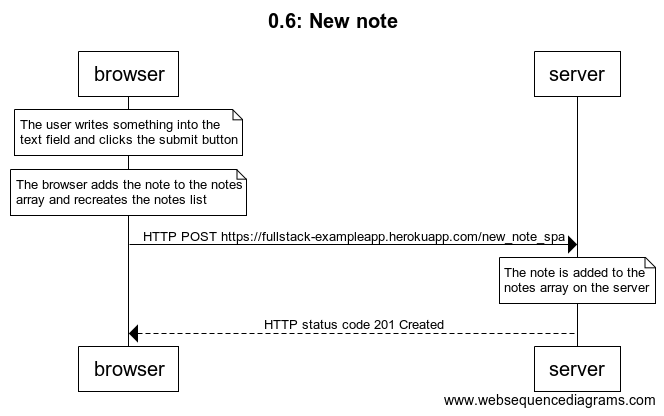 0.6: New note
browser
server
The user writes something into the
text field and clicks the submit button
The browser adds the note to the notes
array and recreates the notes list
HTTP POST https://fullstack-exampleapp.herokuapp.com/new_note_spa
The note is added to the
notes array on the server
HTTP status code 201 Created
browser
server
www.websequencediagrams.com